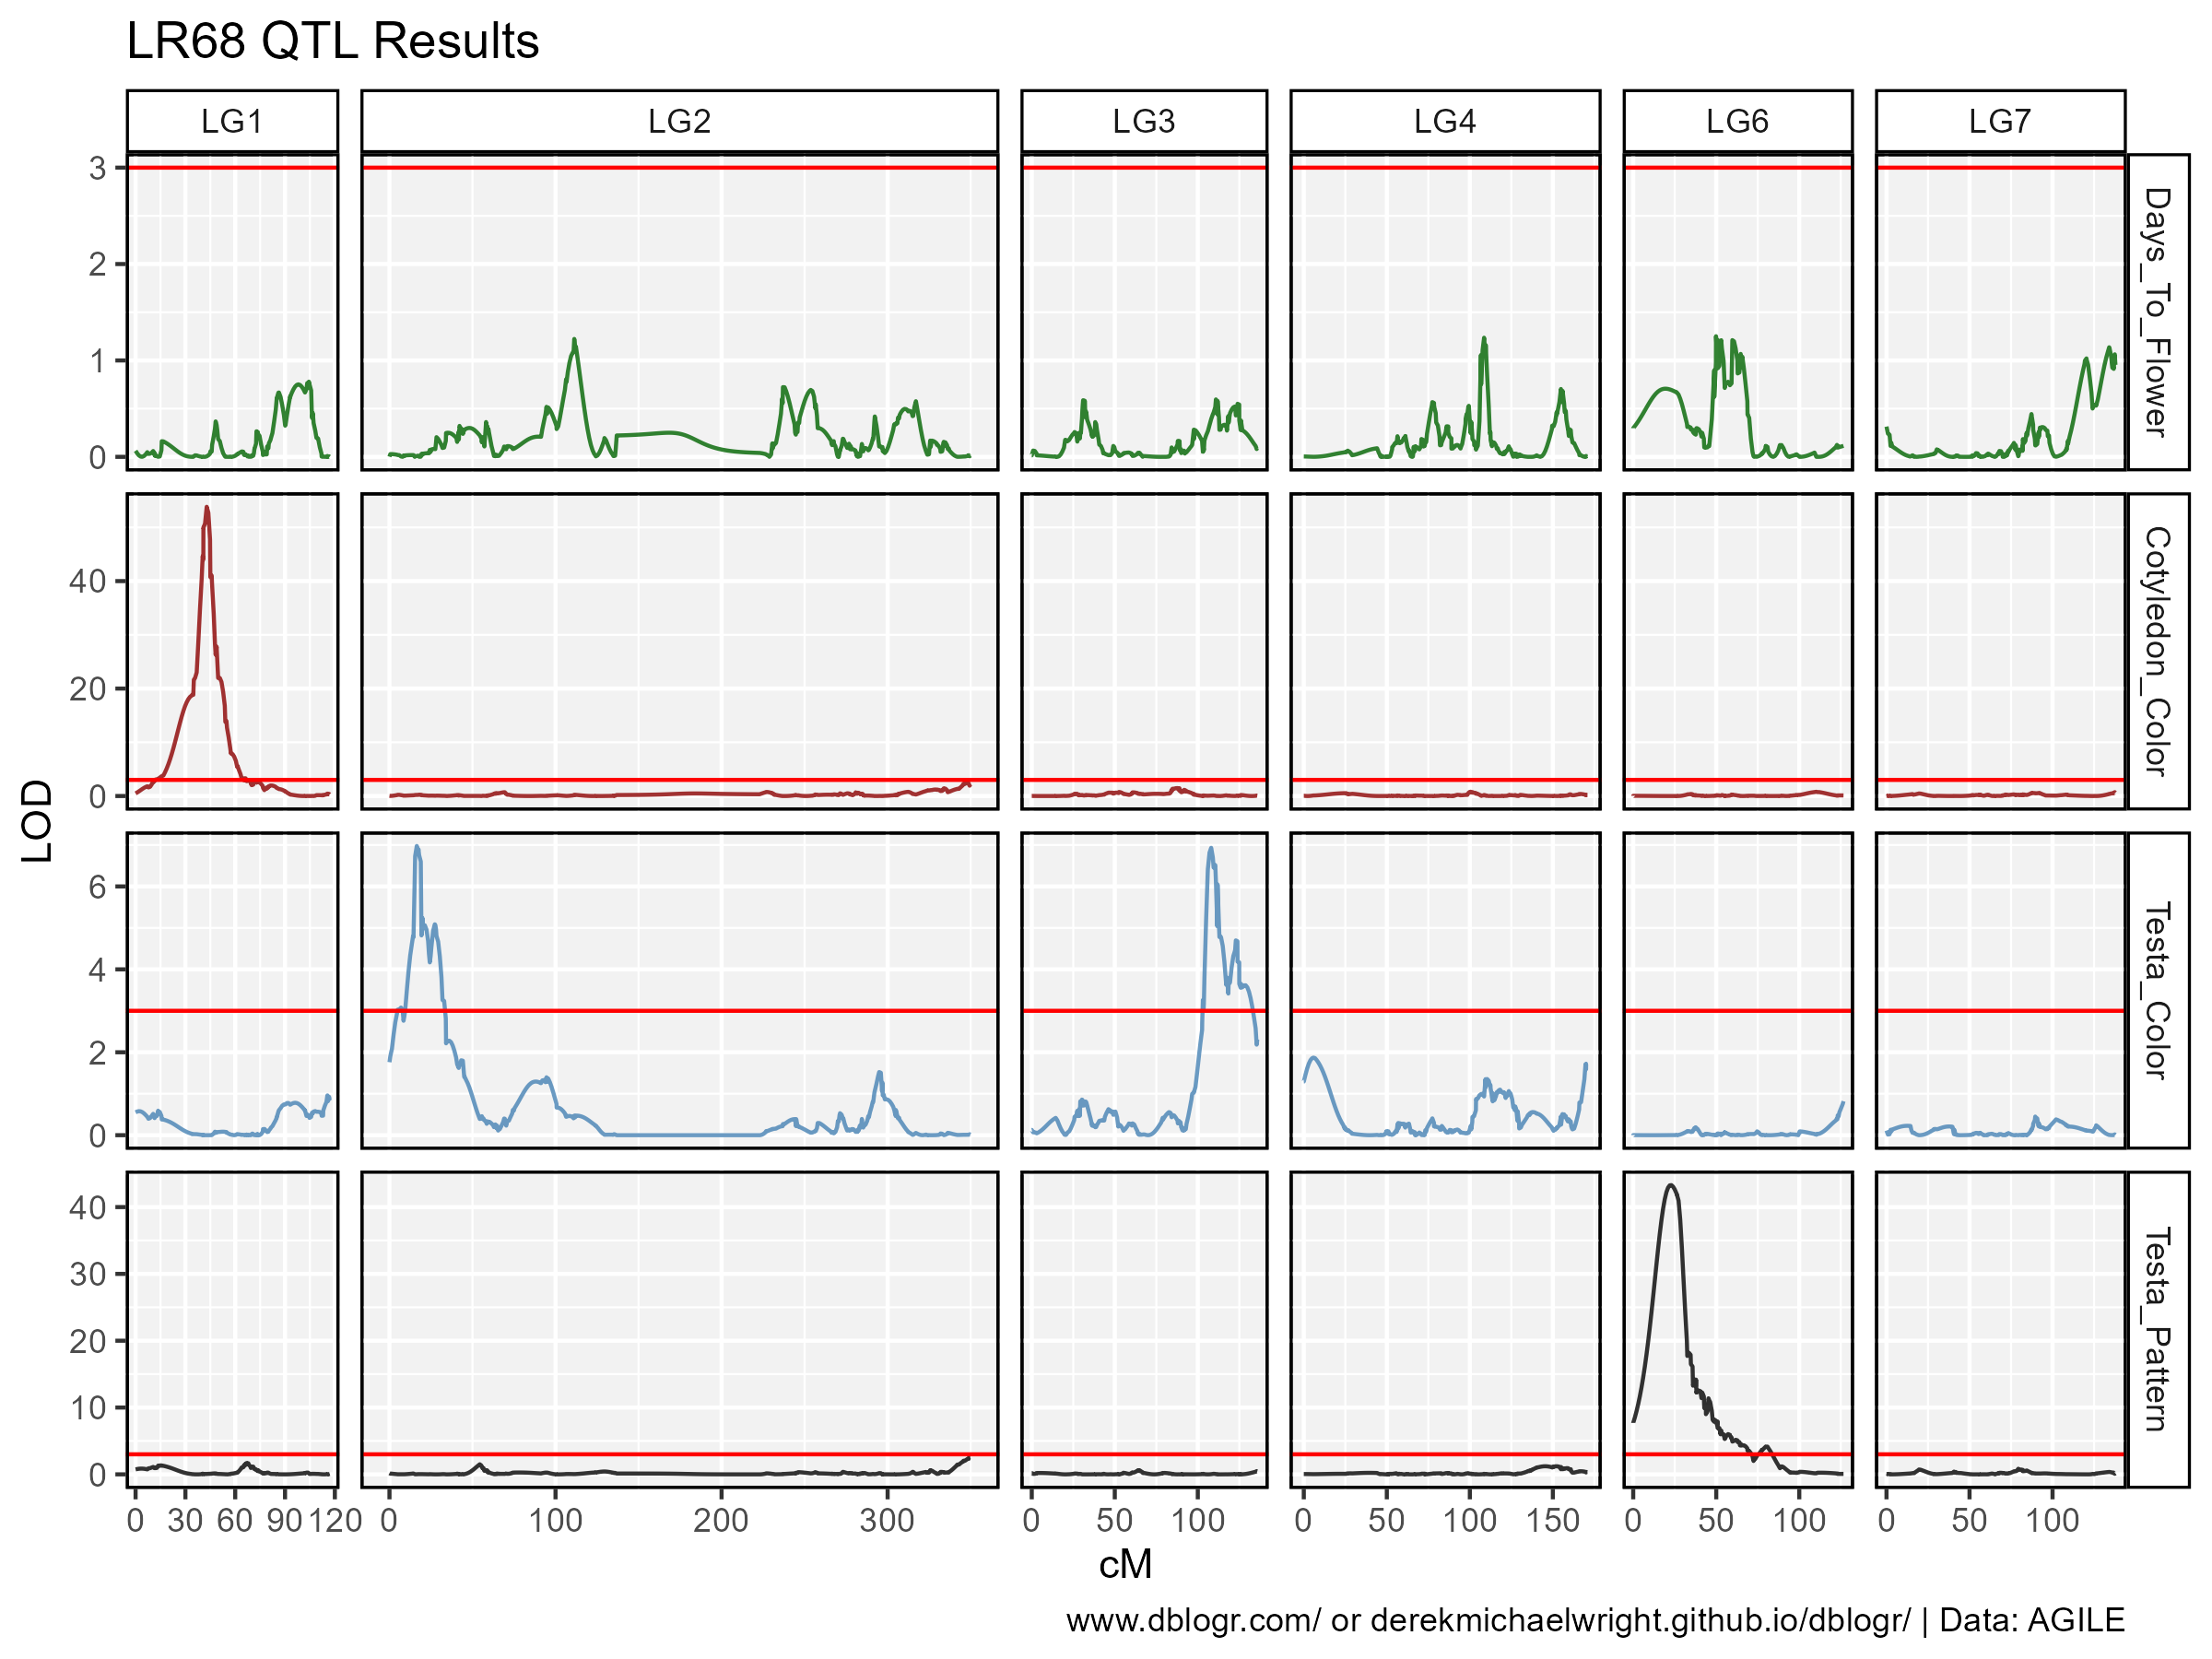 LR68 QTL Results
LG1 LG2 LG3 LG4 LG6 LG7
3
2
1
0
Days_To_Flower
40
20
0
Cotyledon_Color
LOD
6
4
2
0
Testa_Color
40
30
20
10
0
Testa_Pattern
0 30 60 90 120 0 100 200 300 0 50 100 0 50 100 150 0 50 100 0 50 100
cM
www.dblogr.com/ or derekmichaelwright.github.io/dblogr/ | Data: AGILE